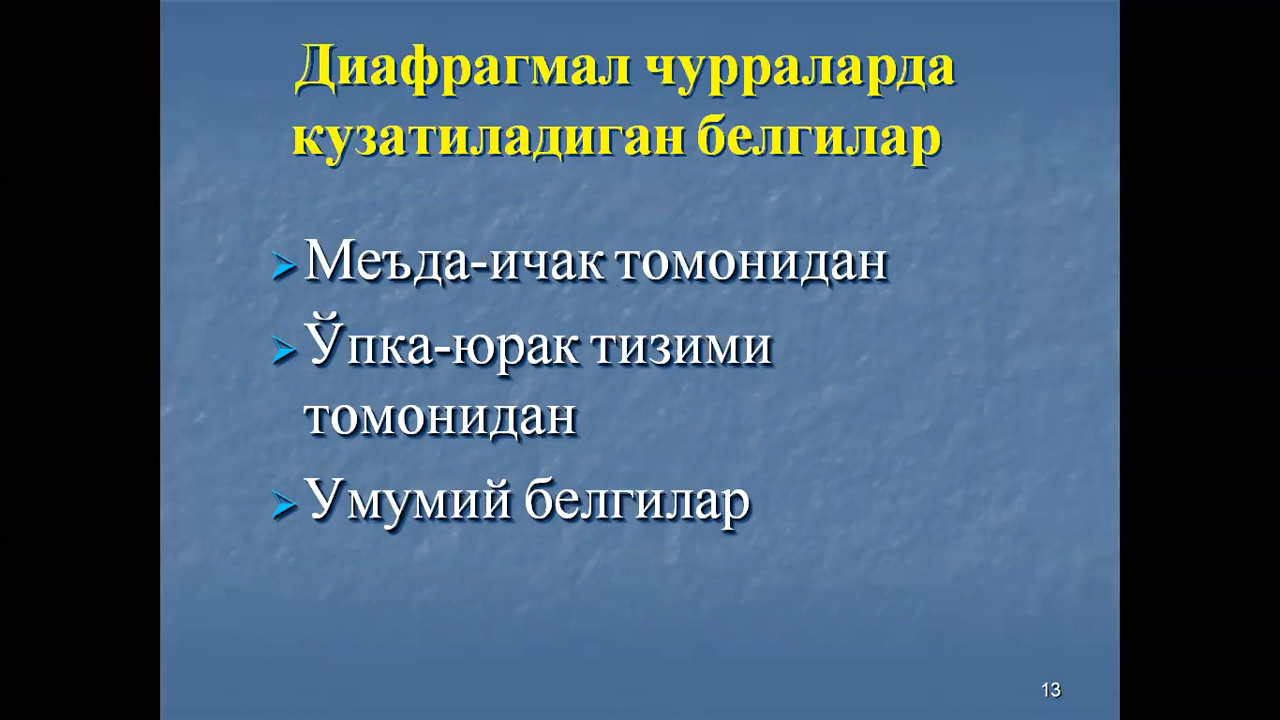 Диафрагмал чурраларда
кузатиладиган белгилар
Меъда-ичак томонидан
Ўпка-юрак тизими
томонидан
Умумий белгилар
13